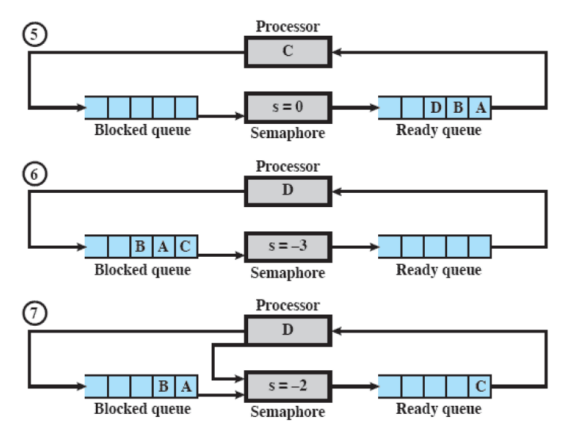 5
Processor
C
s = 0
D B A
Blocked queue
Semaphore
Ready queue
6
Processor
D
B A C
s = –3
Blocked queue
Semaphore
Ready queue
7
Processor
D
B A
s = –2
C
Blocked queue
Semaphore
Ready queue